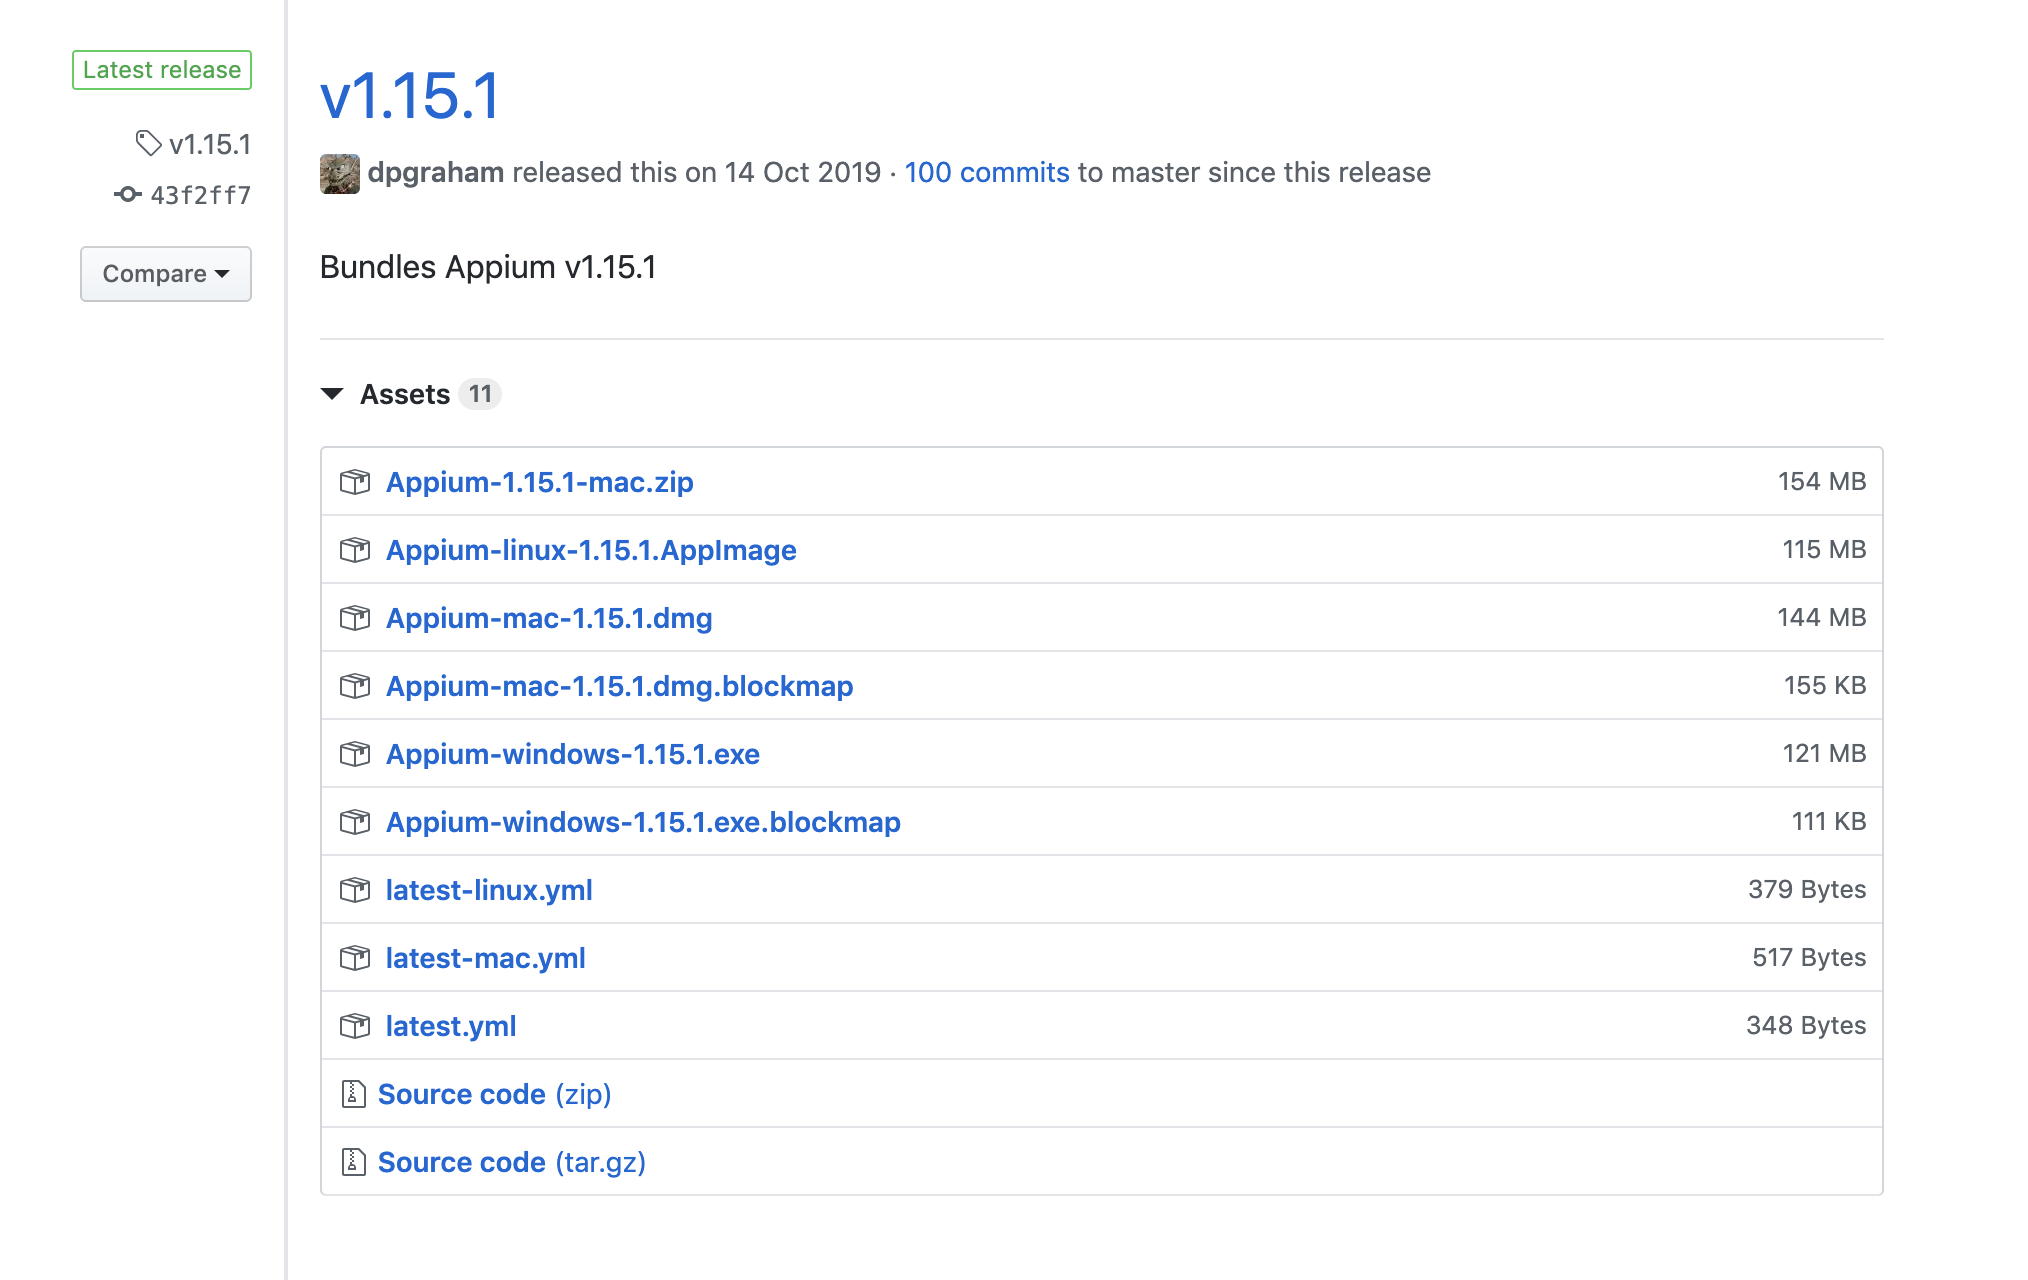 Latest release
v1.15.1
43f2ff7
Compare
v1.15.1
dpgraham released this on 14 Oct 2019 · 100 commits to master since this release
Bundles Appium v1.15.1
Assets 11
Appium-1.15.1-mac.zip 154 MB
Appium-linux-1.15.1.AppImage 115 MB
Appium-mac-1.15.1.dmg 144 MB
Appium-mac-1.15.1.dmg.blockmap 155 KB
Appium-windows-1.15.1.exe 121 MB
Appium-windows-1.15.1.exe.blockmap 111 KB
latest-linux.yml 379 Bytes
latest-mac.yml 517 Bytes
latest.yml 348 Bytes
Source code (zip)
Source code (tar.gz)